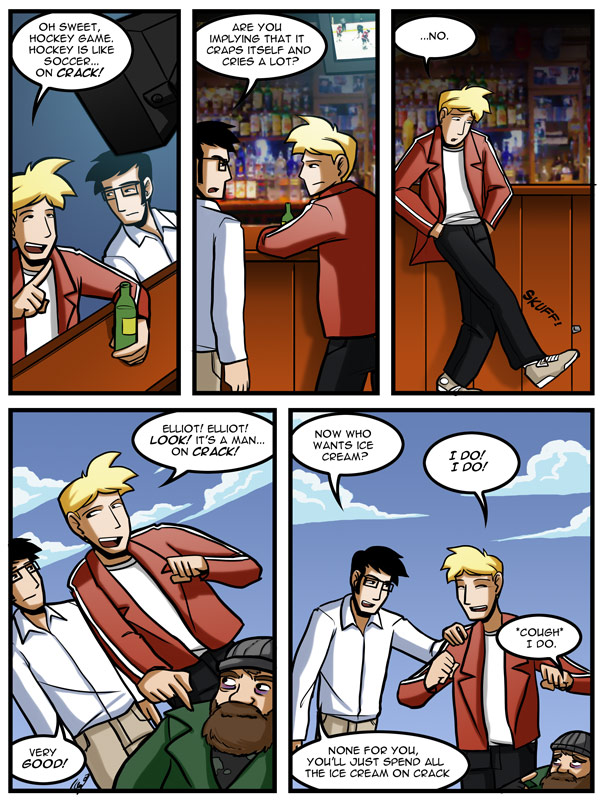 OH SWEET,
HOCKEY GAME.
HOCKEY IS LIKE
SOCCER...
ON CRACK!
ARE YOU
IMPLYING THAT IT
CRAPS ITSELF AND
CRIES A LOT?
...NO.
SKUFF!
ELLIOT! ELLIOT!
LOOK! IT'S A MAN...
ON CRACK!
VERY
GOOD!
NOW WHO
WANTS ICE
CREAM?
I DO!
I DO!
*COUGH*
I DO.
NONE FOR YOU,
YOU'LL JUST SPEND ALL
THE ICE CREAM ON CRACK